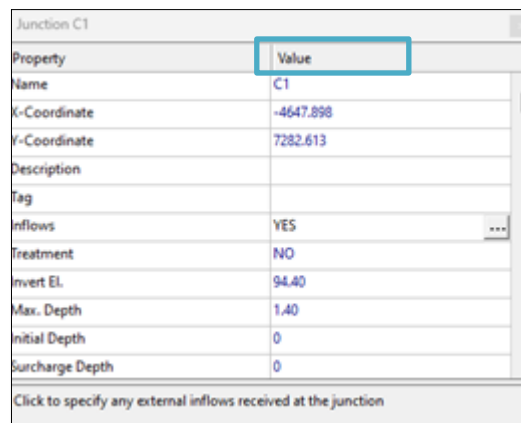 Junction C1
Property Value
Name C1
X-Coordinate -4647.898
Y-Coordinate 7282.613
Description
Tag
Inflows YES ...
Treatment NO
Invert El. 94.40
Max. Depth 1.40
Initial Depth 0
Surcharge Depth 0
Click to specify any external inflows received at the junction